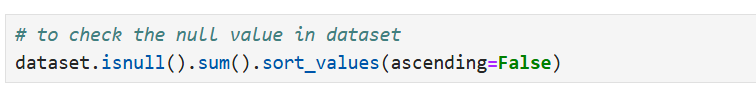 # to check the null value in dataset
dataset.isnull().sum().sort_values(ascending=False)